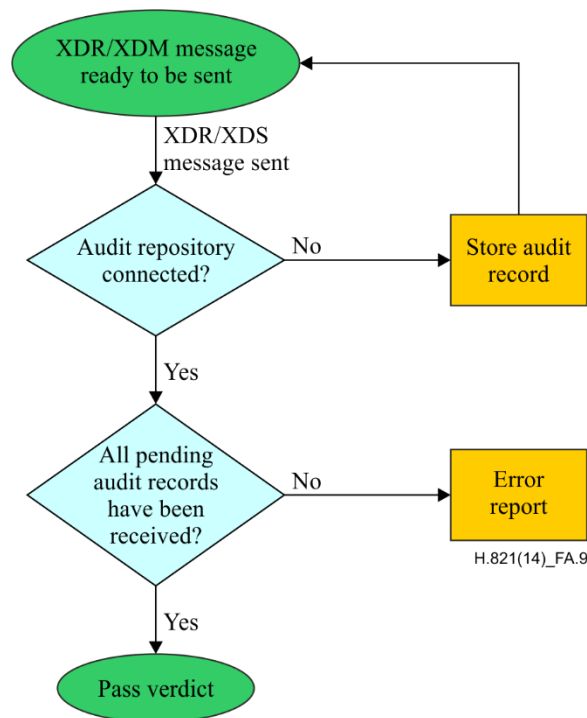 XDR/XDM message
ready to be sent
XDR/XDS
message sent
Audit repository
connected?
No
Store audit
record
Yes
All pending
audit records
have been
received?
No
Error
report
H.821(14)_FA.9
Yes
Pass verdict